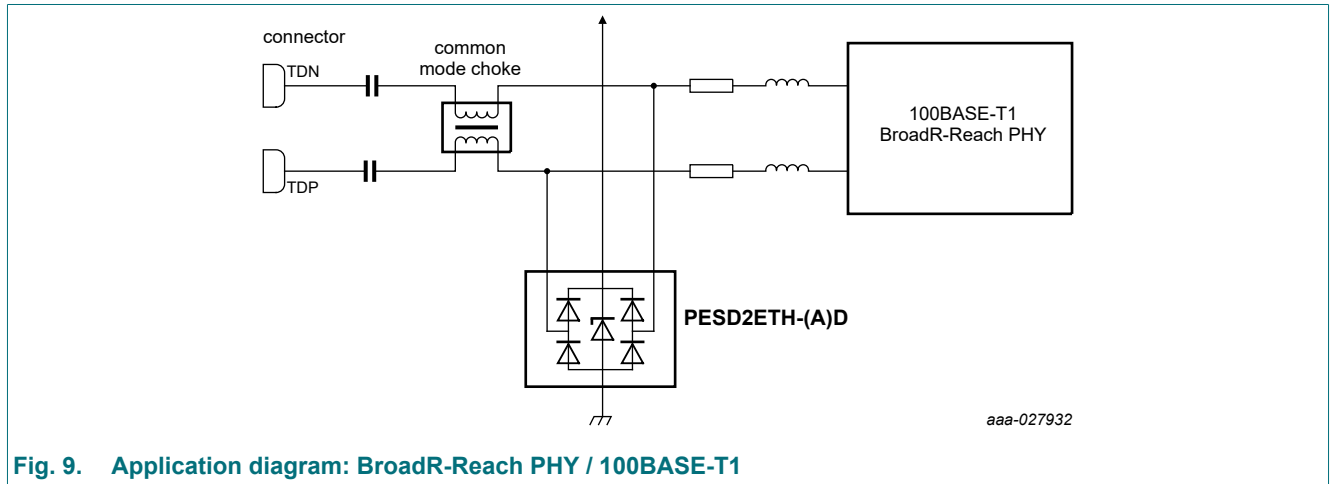 connector
common
mode choke
TDN
TDP
100BASE-T1
BroadR-Reach PHY
PESD2ETH-(A)D
aaa-027932
Fig. 9. Application diagram: BroadR-Reach PHY / 100BASE-T1